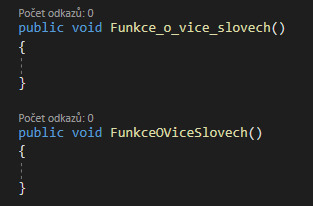 Počet odkazů: 0
public void Funkce_o_vice_slovech()
{
}
Počet odkazů: 0
public void FunkceOViceSlovech()
{
}